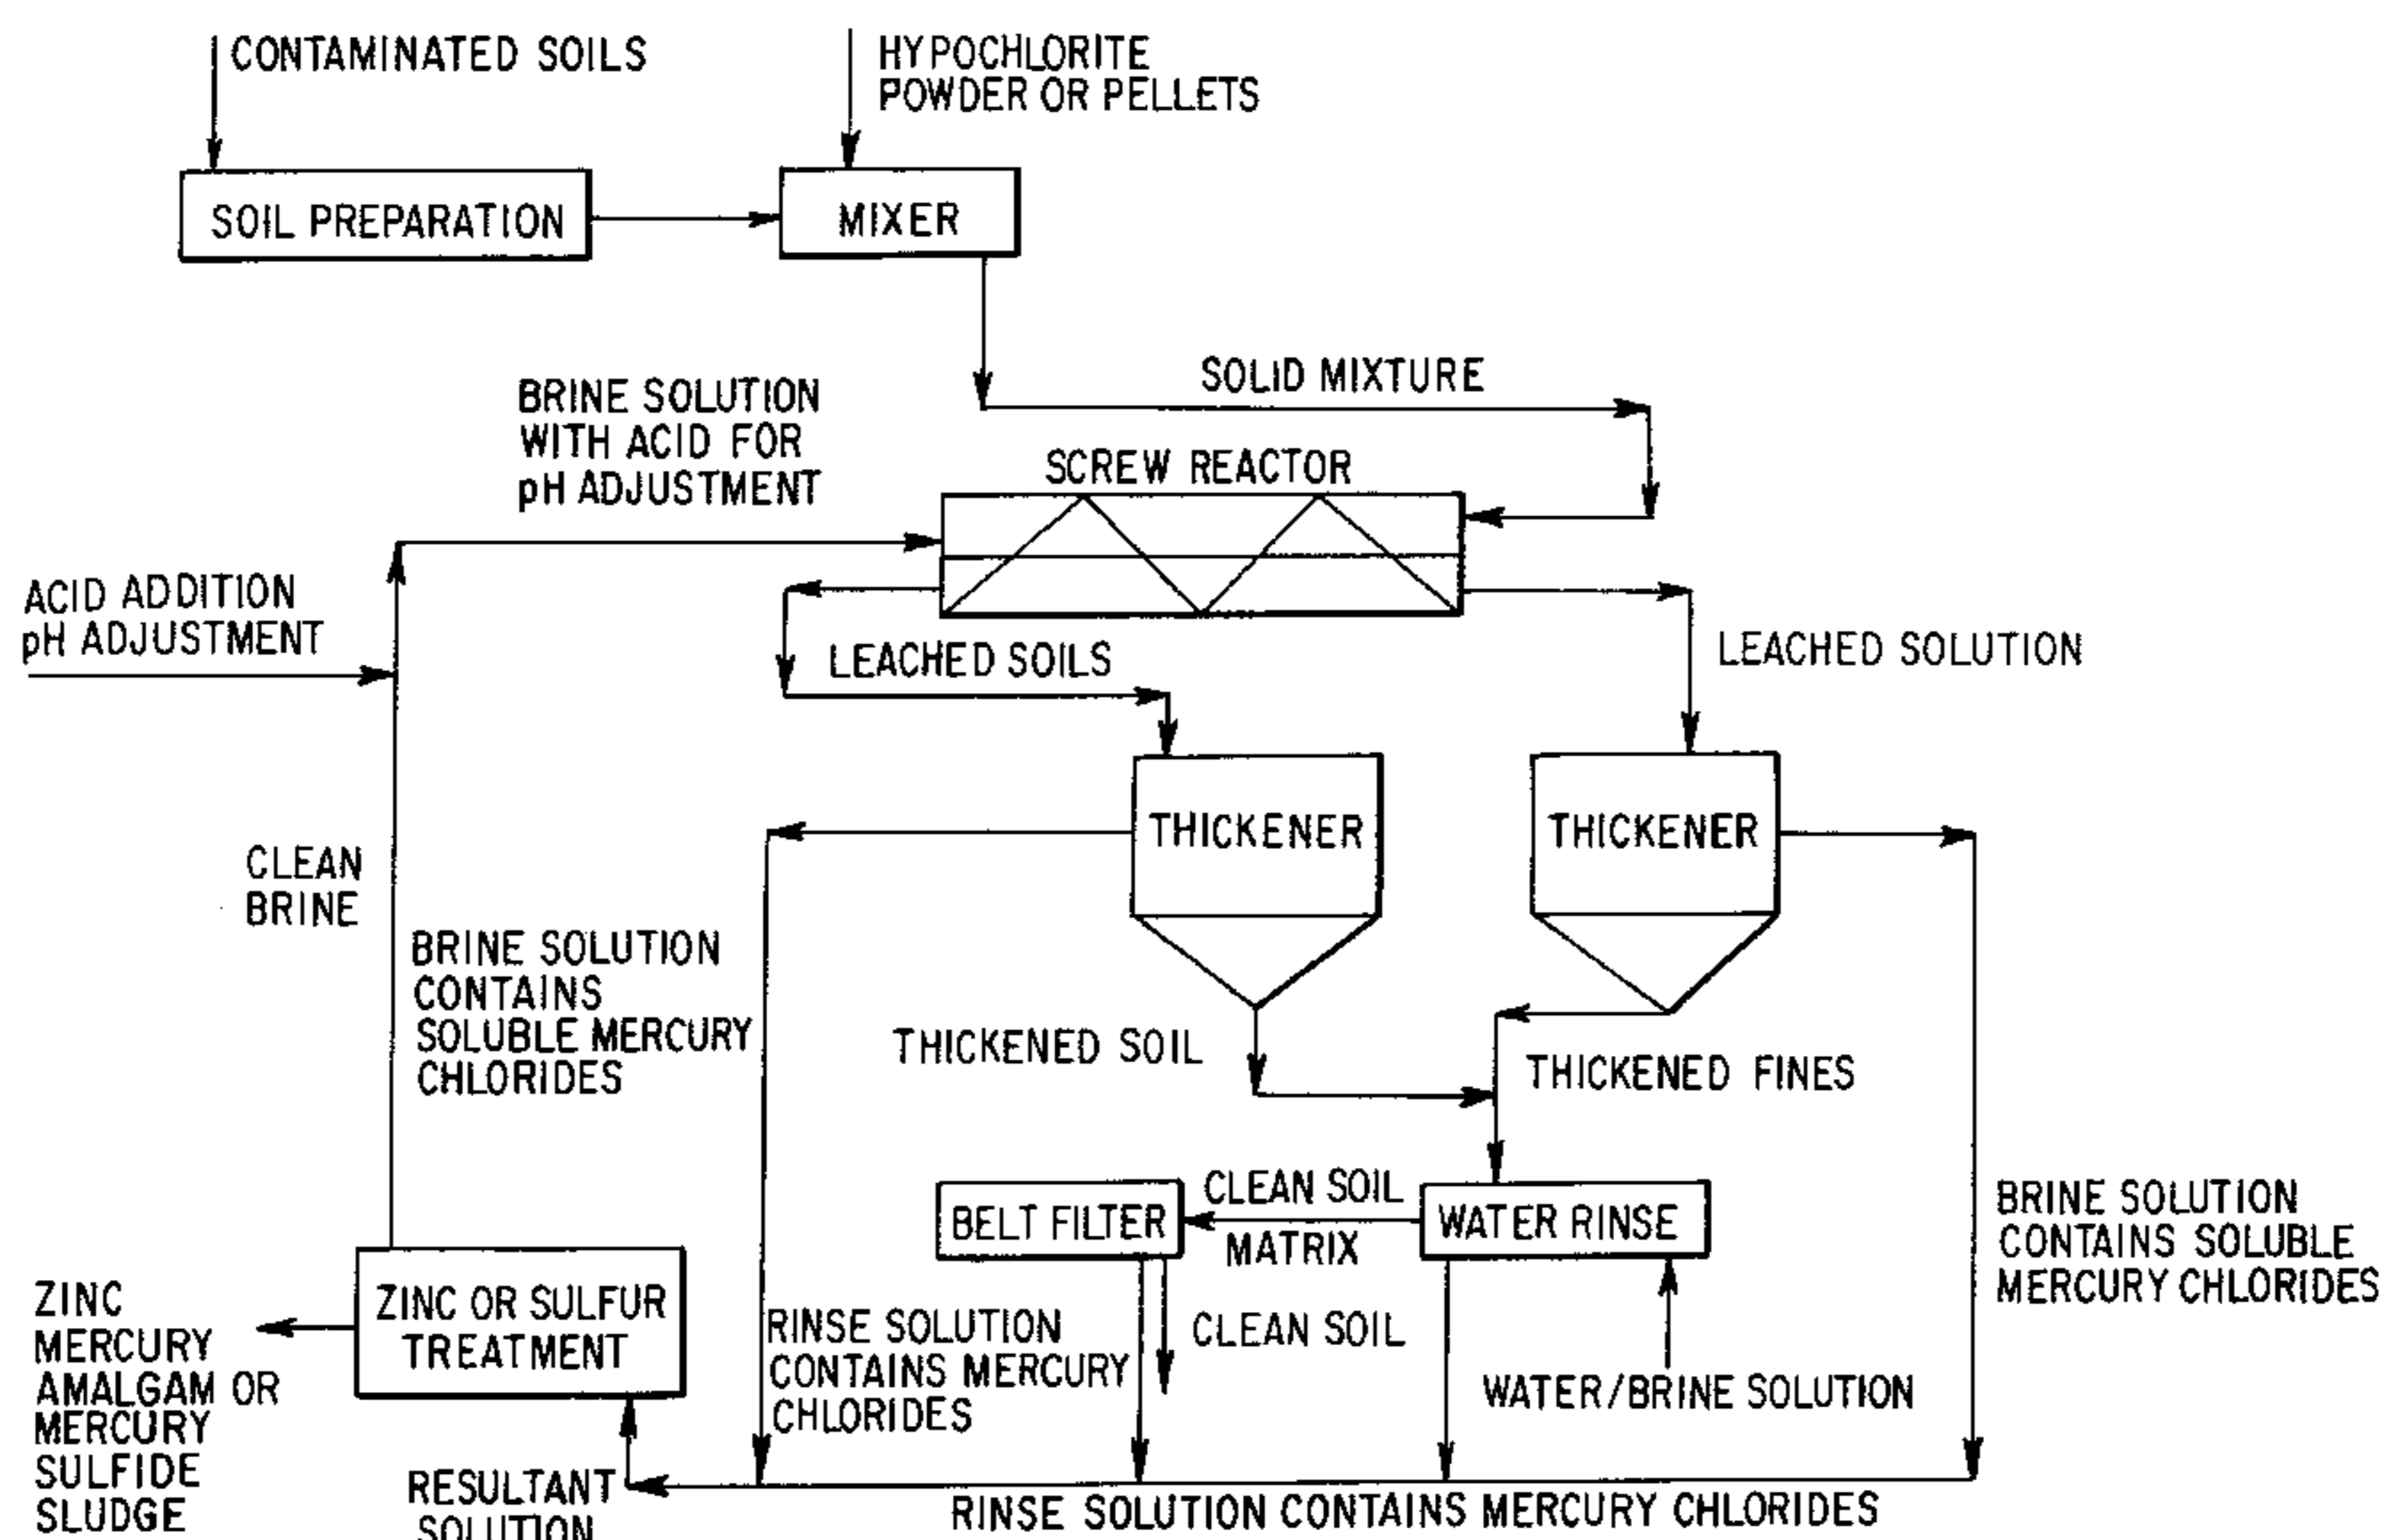 CONTAMINATED SOILS
HYPOCHLORITE
POWDER OR PELLETS
SOIL PREPARATION
MIXER
SOLID MIXTURE
BRINE SOLUTION
WITH ACID FOR
pH ADJUSTMENT
SCREW REACTOR
ACID ADDITION
pH ADJUSTMENT
LEACHED SOILS
LEACHED SOLUTION
THICKENER
THICKENER
CLEAN
BRINE
BRINE SOLUTION
CONTAINS
SOLUBLE MERCURY
CHLORIDES
THICKENED SOIL
THICKENED FINES
BELT FILTER
CLEAN SOIL
MATRIX
WATER RINSE
BRINE SOLUTION
CONTAINS SOLUBLE
MERCURY CHLORIDES
ZINC OR SULFUR
TREATMENT
ZINC
MERCURY
AMALGAM OR
MERCURY
SULFIDE
SLUDGE
RINSE SOLUTION
CONTAINS MERCURY
CHLORIDES
CLEAN SOIL
WATER/BRINE SOLUTION
RESULTANT
SOLUTION
RINSE SOLUTION CONTAINS MERCURY CHLORIDES